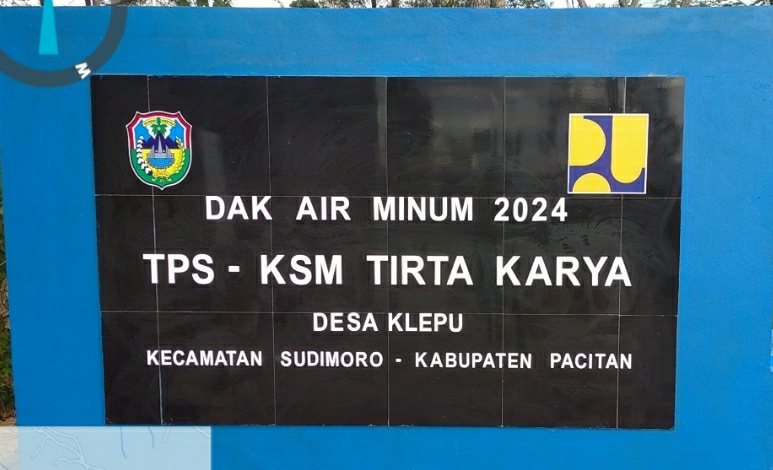 W
DAK AIR MINUM 2024
TPS - KSM TIRTA KARYA
DESA KLEPU
KECAMATAN SUDIMORO - KABUPATEN PACITAN